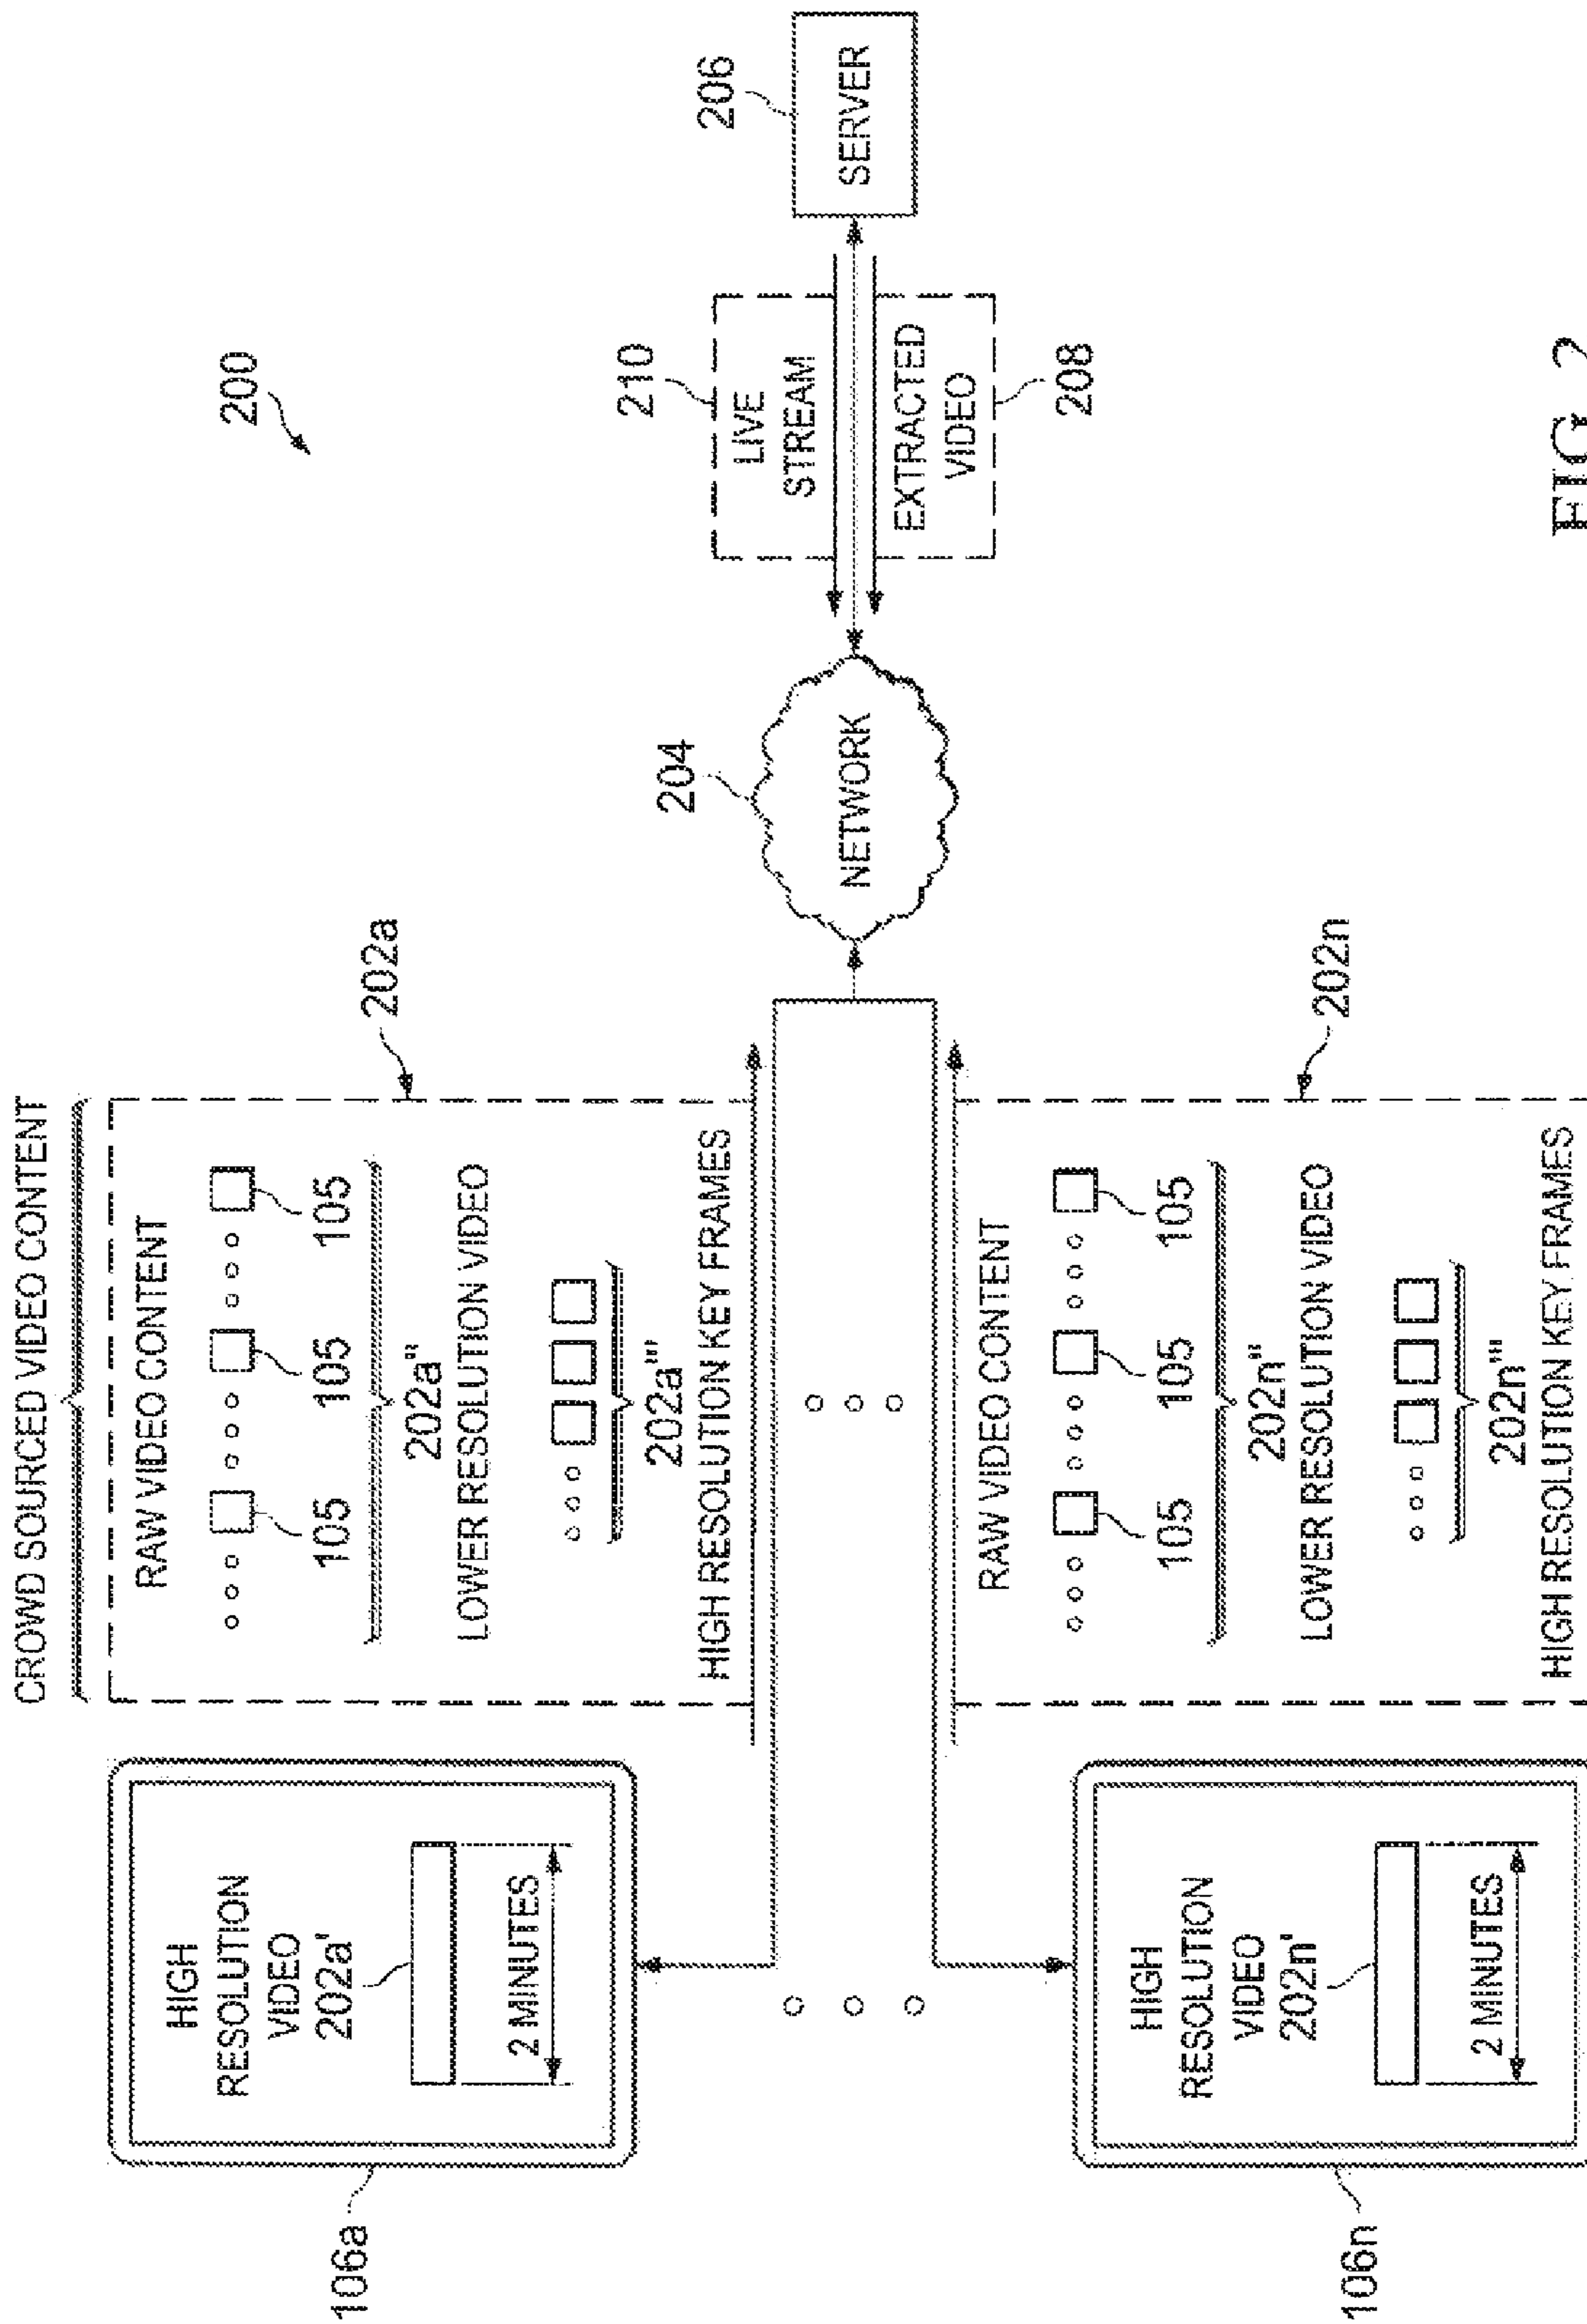 CROWD SOURCED VIDEO CONTENT
200
106a
HIGH
RESOLUTION
VIDEO
202a'
2 MINUTES
202a
RAW VIDEO CONTENT
105
105
105
202a"
LOWER RESOLUTION VIDEO
202a"'
HIGH RESOLUTION KEY FRAMES
204
NETWORK
210
LIVE
STREAM
EXTRACTED
VIDEO
208
206
SERVER
106n
HIGH
RESOLUTION
VIDEO
202n'
2 MINUTES
202n
RAW VIDEO CONTENT
105
105
105
202n"
LOWER RESOLUTION VIDEO
202n"'
HIGH RESOLUTION KEY FRAMES
FIG. 2